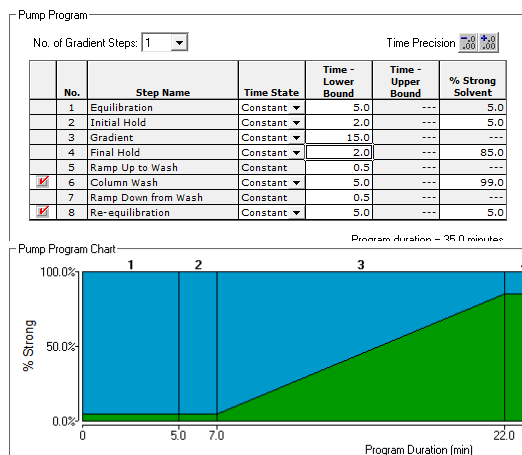 Pump Program
No. of Gradient Steps: 1 Time Precision -.0 .00 +.0 .00
No. Step Name Time State Time - Lower Bound Time - Upper Bound % Strong Solvent
1 Equilibration Constant 5.0 --- 5.0
2 Initial Hold Constant 2.0 --- 5.0
3 Gradient Constant 15.0 --- ---
4 Final Hold Constant 2.0 --- 85.0
5 Ramp Up to Wash 0.5 --- ---
6 Column Wash Constant 5.0 --- 99.0
7 Ramp Down from Wash 0.5 --- ---
8 Re-equilibration Constant 5.0 --- 5.0
Program duration = 35.0 minutes
Pump Program Chart
1 2 3
100.0%
50.0%
0.0%
% Strong
0 5.0 7.0 22.0
Program Duration (min)